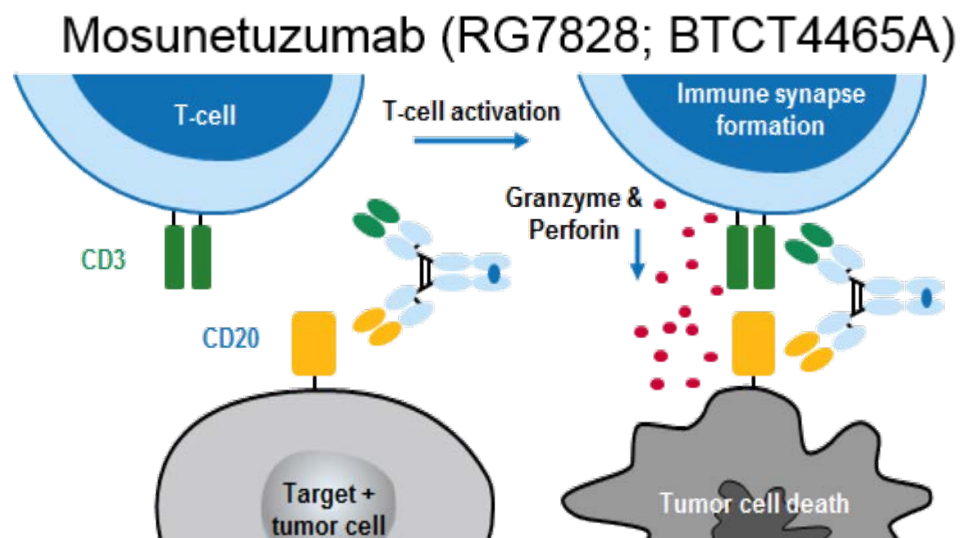 Mosunetuzumab (RG7828; BTCT4465A)
T-cell
T-cell activation
Immune synapse
formation
Granzyme &
Perforin
CD3
CD20
Target +
tumor cell
Tumor cell death